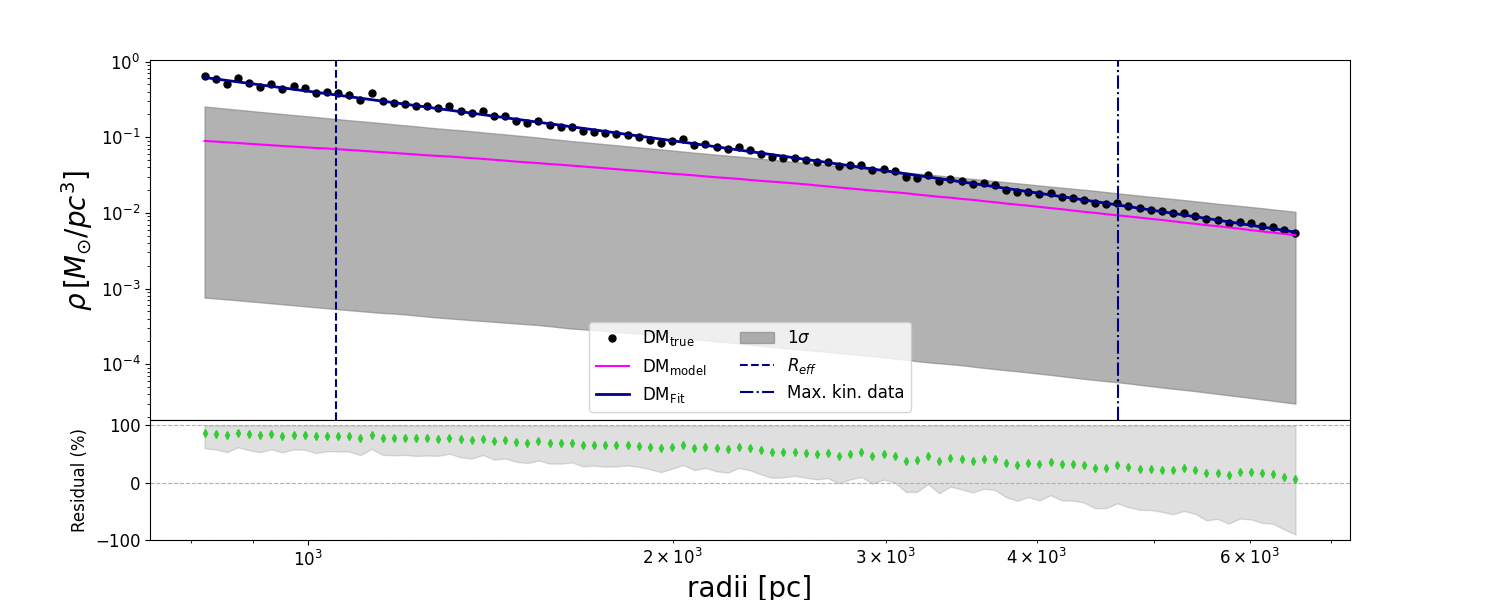 10⁰
10⁻¹
10⁻²
10⁻³
10⁻⁴
ρ [M⊙/pc³]
DM_true
DM_model
DM_Fit
1σ
R_eff
Max. kin. data
100
0
−100
Residual (%)
10³
2 × 10³
3 × 10³
4 × 10³
6 × 10³
radii [pc]